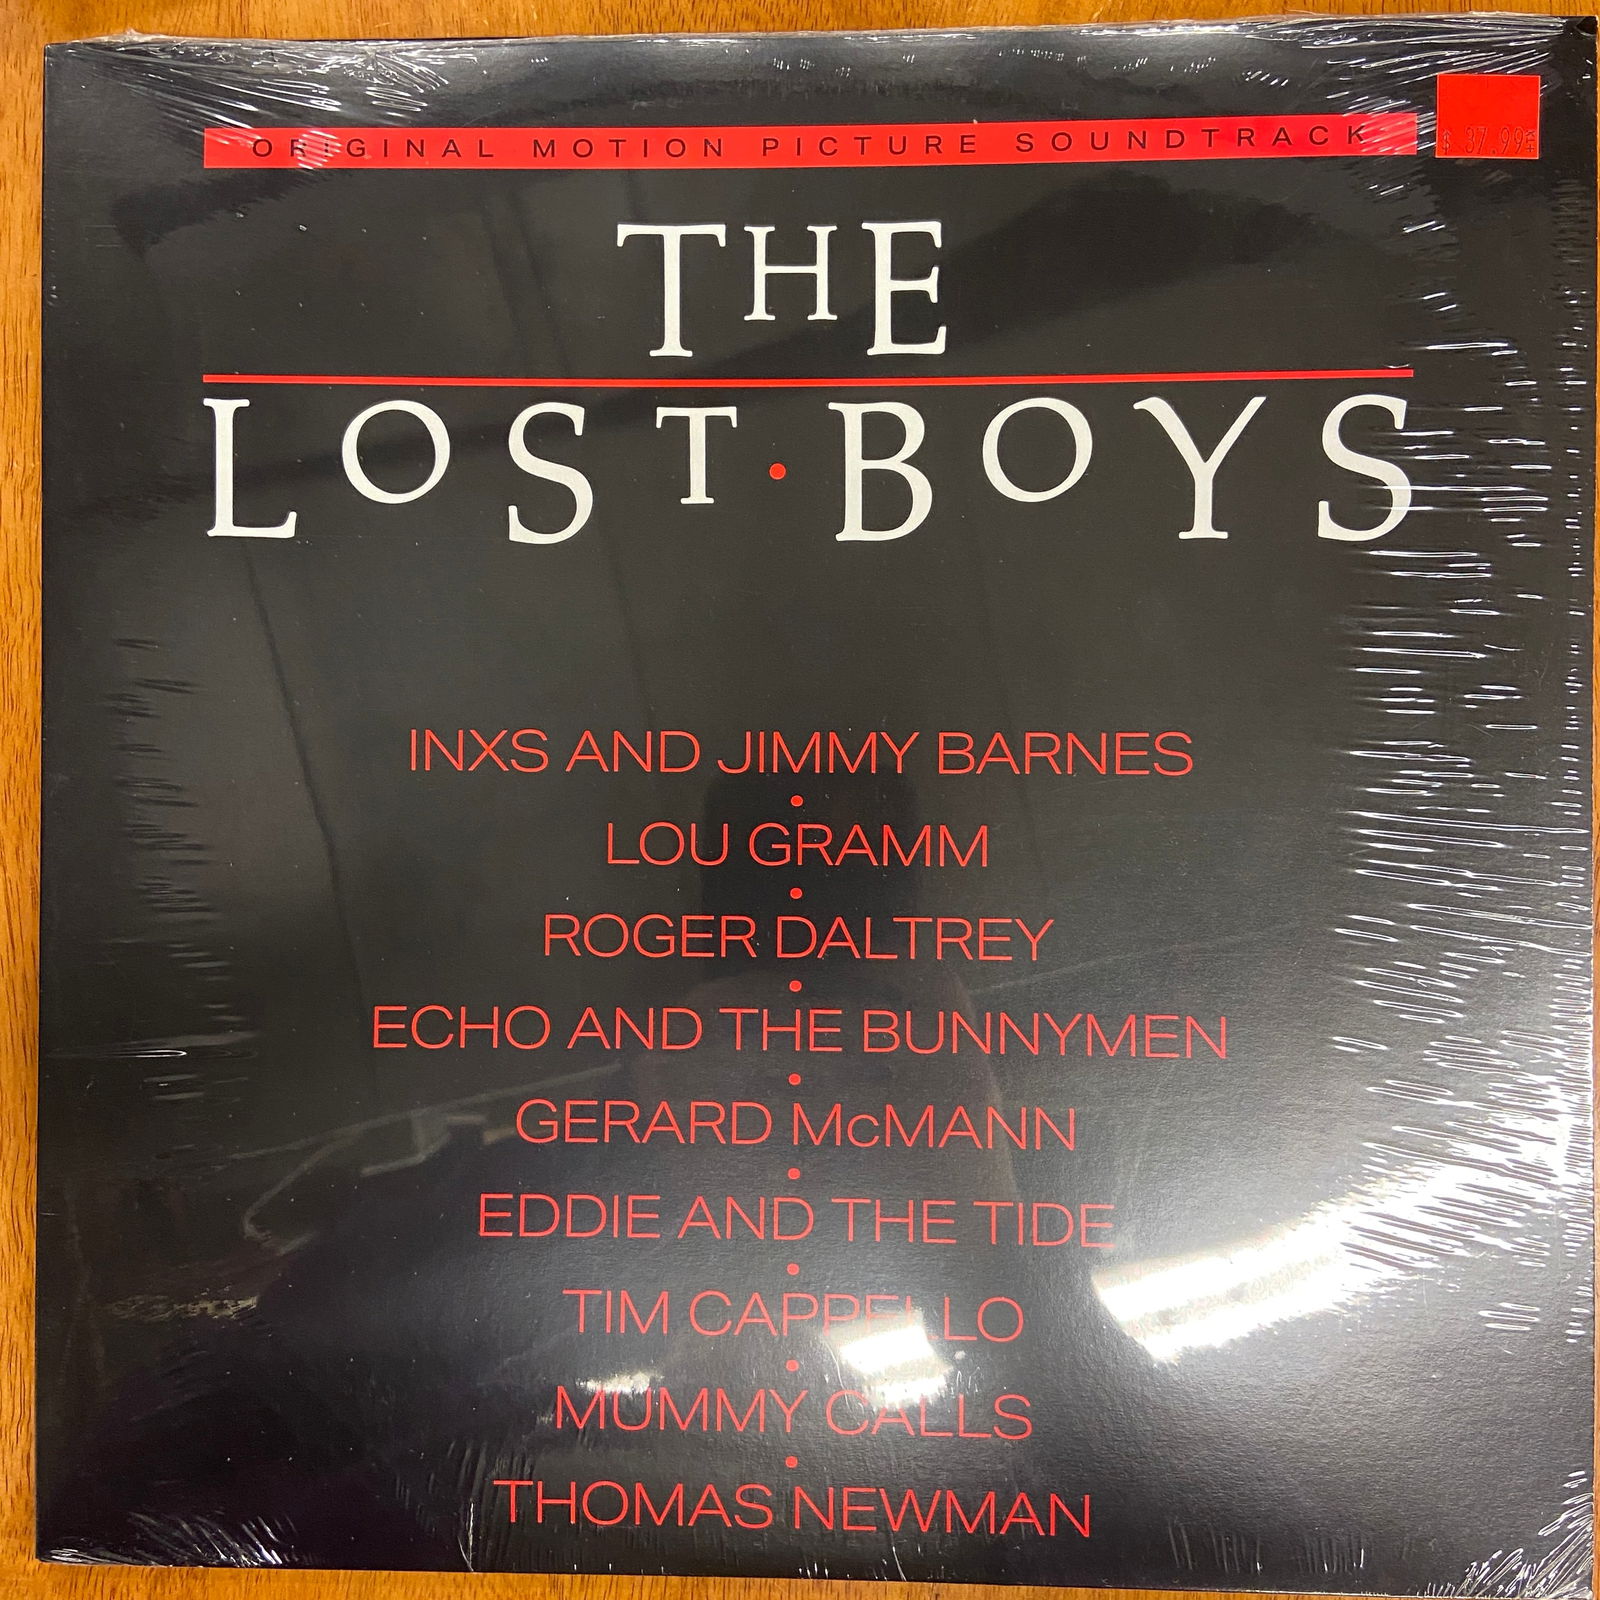 ORIGINAL MOTION PICTURE SOUNDTRACK
$ 37.99
THE
LOST·BOYS
INXS AND JIMMY BARNES
•
LOU GRAMM
•
ROGER DALTREY
•
ECHO AND THE BUNNYMEN
•
GERARD McMANN
•
EDDIE AND THE TIDE
•
TIM CAPPELLO
•
MUMMY CALLS
•
THOMAS NEWMAN